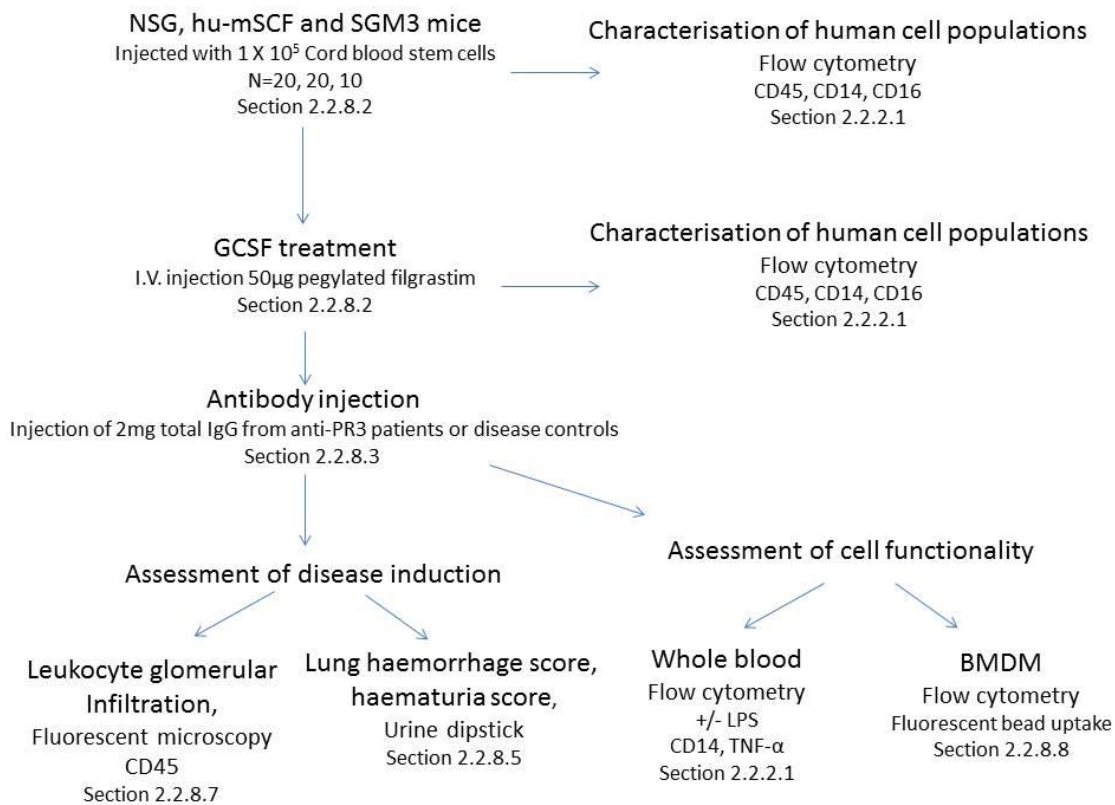 NSG, hu-mSCF and SGM3 mice
Injected with 1 X 10⁵ Cord blood stem cells
N=20, 20, 10
Section 2.2.8.2
Characterisation of human cell populations
Flow cytometry
CD45, CD14, CD16
Section 2.2.2.1
GCSF treatment
I.V. injection 50µg pegylated filgrastim
Section 2.2.8.2
Characterisation of human cell populations
Flow cytometry
CD45, CD14, CD16
Section 2.2.2.1
Antibody injection
Injection of 2mg total IgG from anti-PR3 patients or disease controls
Section 2.2.8.3
Assessment of disease induction
Assessment of cell functionality
Leukocyte glomerular
Infiltration,
Fluorescent microscopy
CD45
Section 2.2.8.7
Lung haemorrhage score,
haematuria score,
Urine dipstick
Section 2.2.8.5
Whole blood
Flow cytometry
+/- LPS
CD14, TNF-α
Section 2.2.2.1
BMDM
Flow cytometry
Fluorescent bead uptake
Section 2.2.8.8